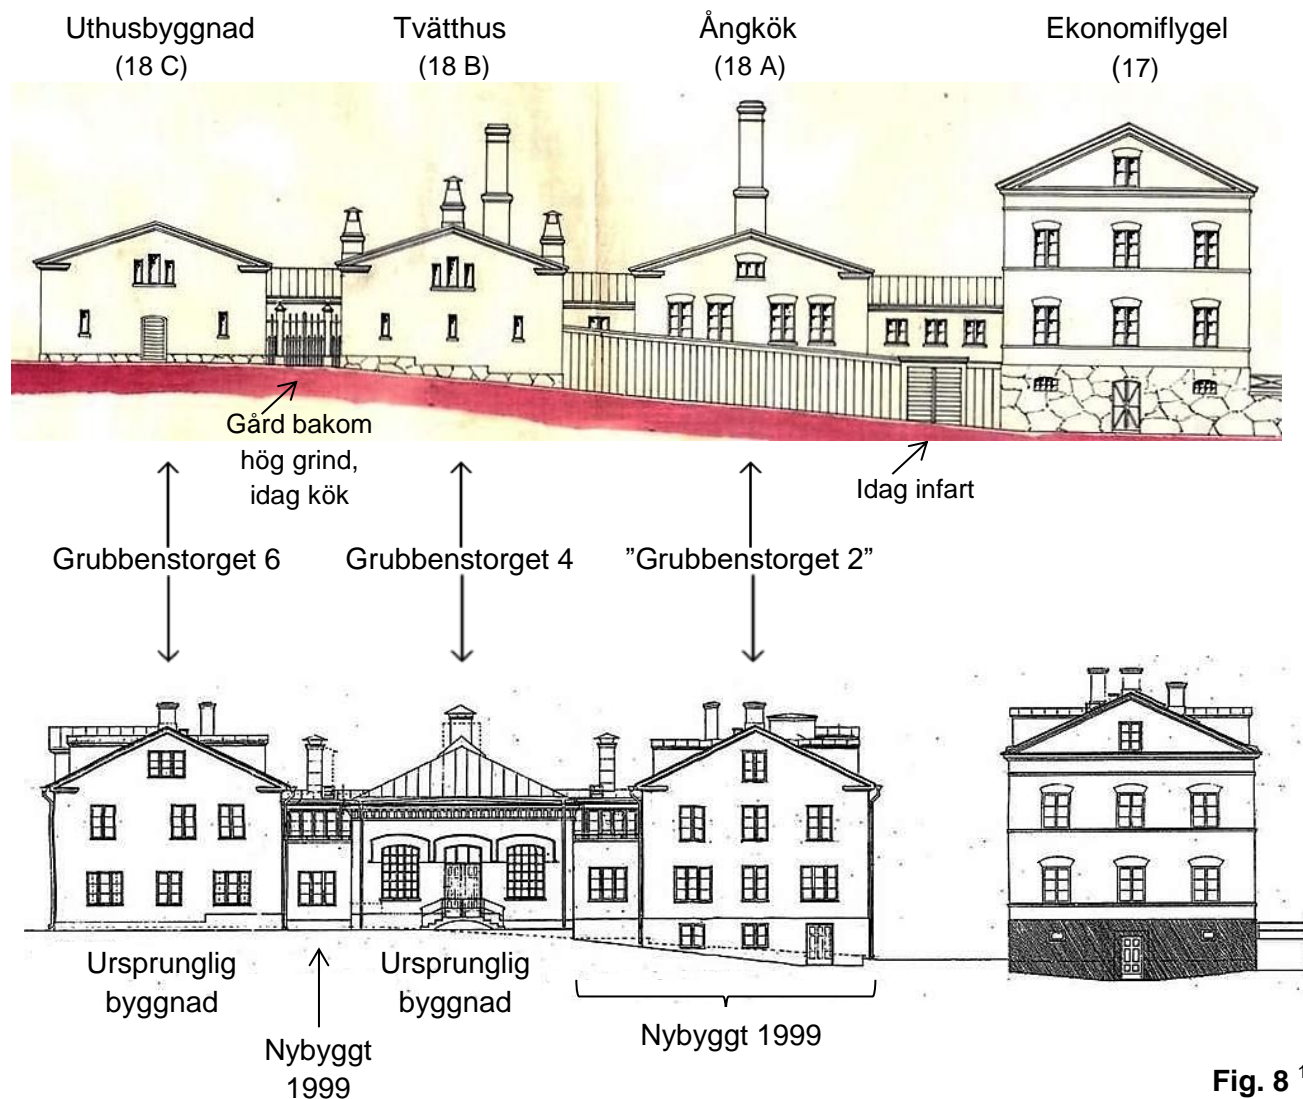 Uthusbyggnad
(18 C)
Tvätthus
(18 B)
Ångkök
(18 A)
Ekonomiflygel
(17)
Gård bakom
hög grind,
idag kök
Idag infart
Grubbenstorget 6
Grubbenstorget 4
”Grubbenstorget 2”
Ursprunglig
byggnad
Ursprunglig
byggnad
Nybyggt
1999
Nybyggt 1999
Fig. 8 1